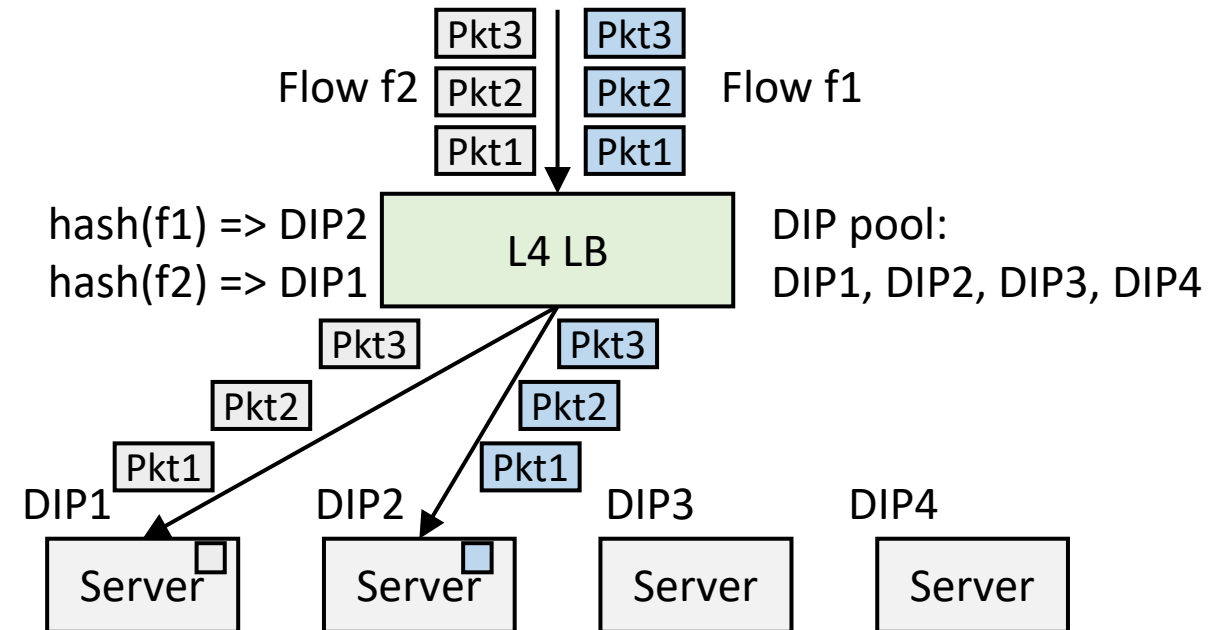 Pkt3 Pkt3
Flow f2 Pkt2 Pkt2 Flow f1
Pkt1 Pkt1
hash(f1) => DIP2
hash(f2) => DIP1
L4 LB
DIP pool:
DIP1, DIP2, DIP3, DIP4
Pkt3 Pkt3
Pkt2 Pkt2
Pkt1 Pkt1
DIP1 DIP2 DIP3 DIP4
Server Server Server Server